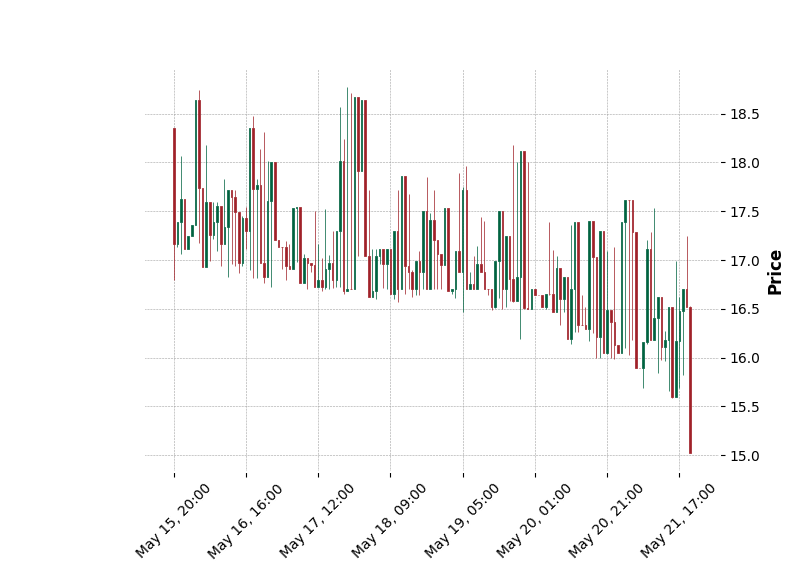 18.5
18.0
17.5
17.0
16.5
16.0
15.5
15.0
Price
May 15, 20:00
May 16, 16:00
May 17, 12:00
May 18, 09:00
May 19, 05:00
May 20, 01:00
May 20, 21:00
May 21, 17:00